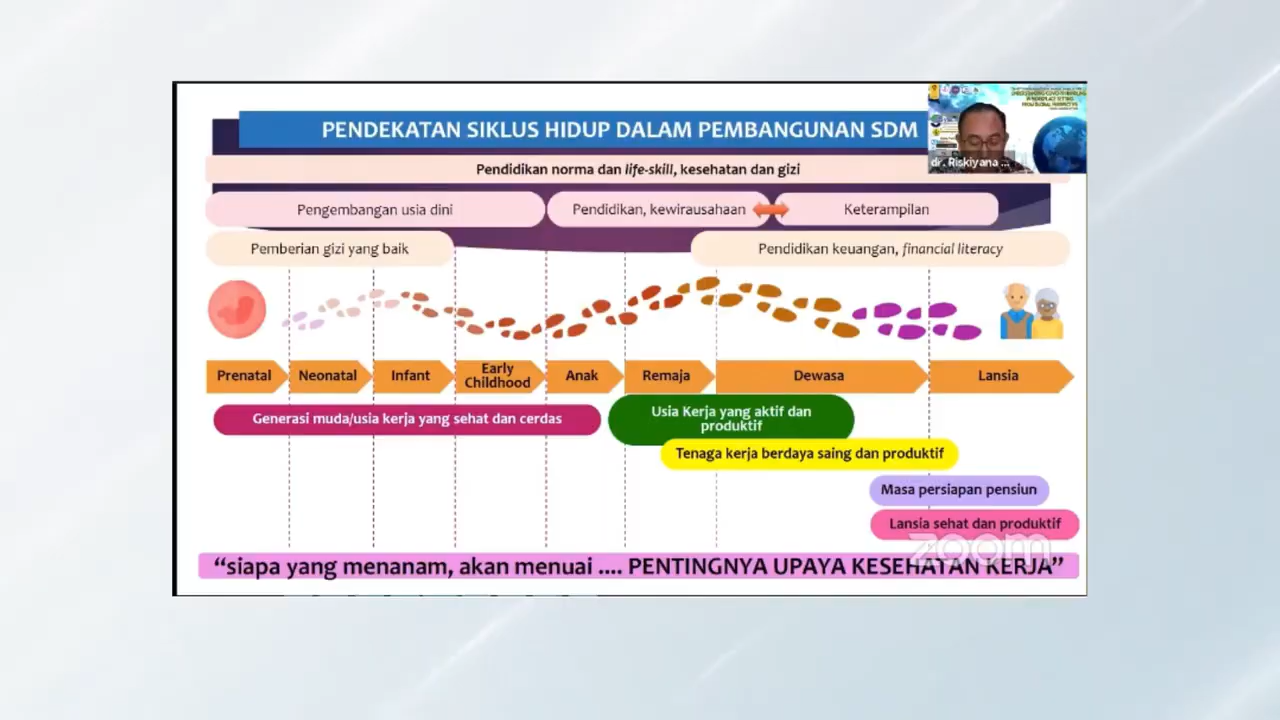 PENDEKATAN SIKLUS HIDUP DALAM PEMBANGUNAN SDM
dr. Riskiyana ...
Pendidikan norma dan life-skill, kesehatan dan gizi
Pengembangan usia dini
Pendidikan, kewirausahaan
Keterampilan
Pemberian gizi yang baik
Pendidikan keuangan, financial literacy
Prenatal
Neonatal
Infant
Early
Childhood
Anak
Remaja
Dewasa
Lansia
Generasi muda/usia kerja yang sehat dan cerdas
Usia Kerja yang aktif dan
produktif
Tenaga kerja berdaya saing dan produktif
Masa persiapan pensiun
Lansia sehat dan produktif
zoom
“siapa yang menanam, akan menuai .... PENTINGNYA UPAYA KESEHATAN KERJA”